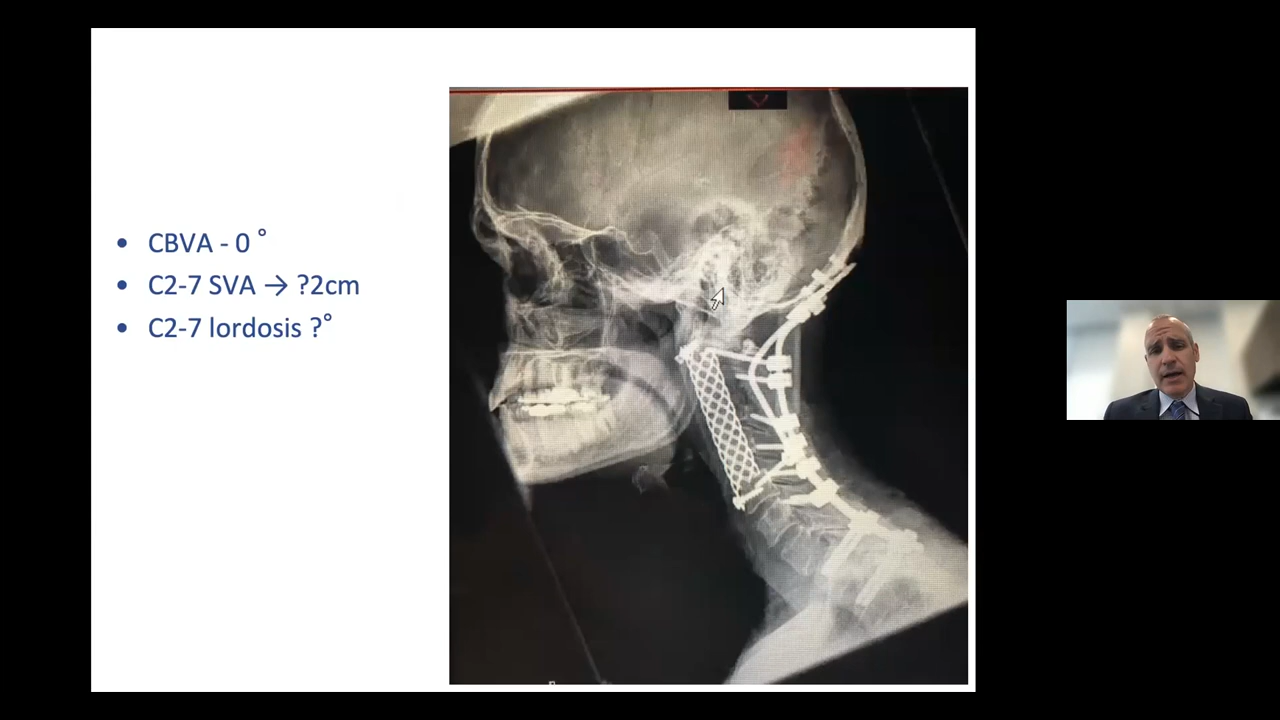 • CBVA - 0 °
• C2-7 SVA → ?2cm
• C2-7 lordosis ?°